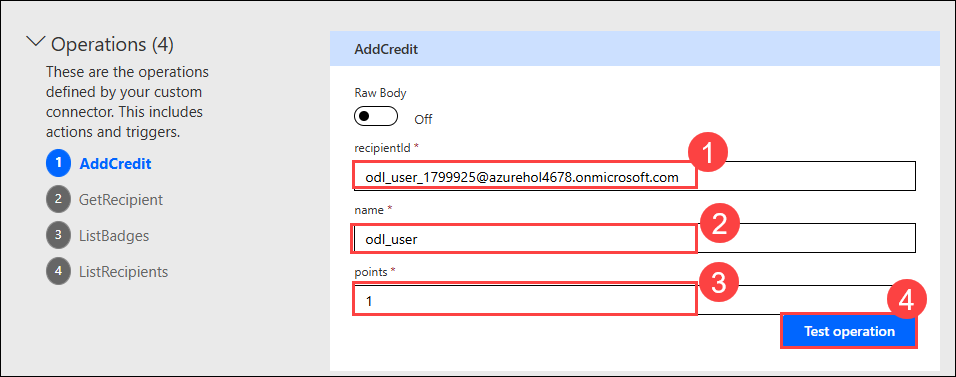 Operations (4)
These are the operations
defined by your custom
connector. This includes
actions and triggers.
1 AddCredit
2 GetRecipient
3 ListBadges
4 ListRecipients
AddCredit
Raw Body
Off
recipientId *
1
odl_user_1799925@azurehol4678.onmicrosoft.com
name *
2
odl_user
points *
3
1
4
Test operation